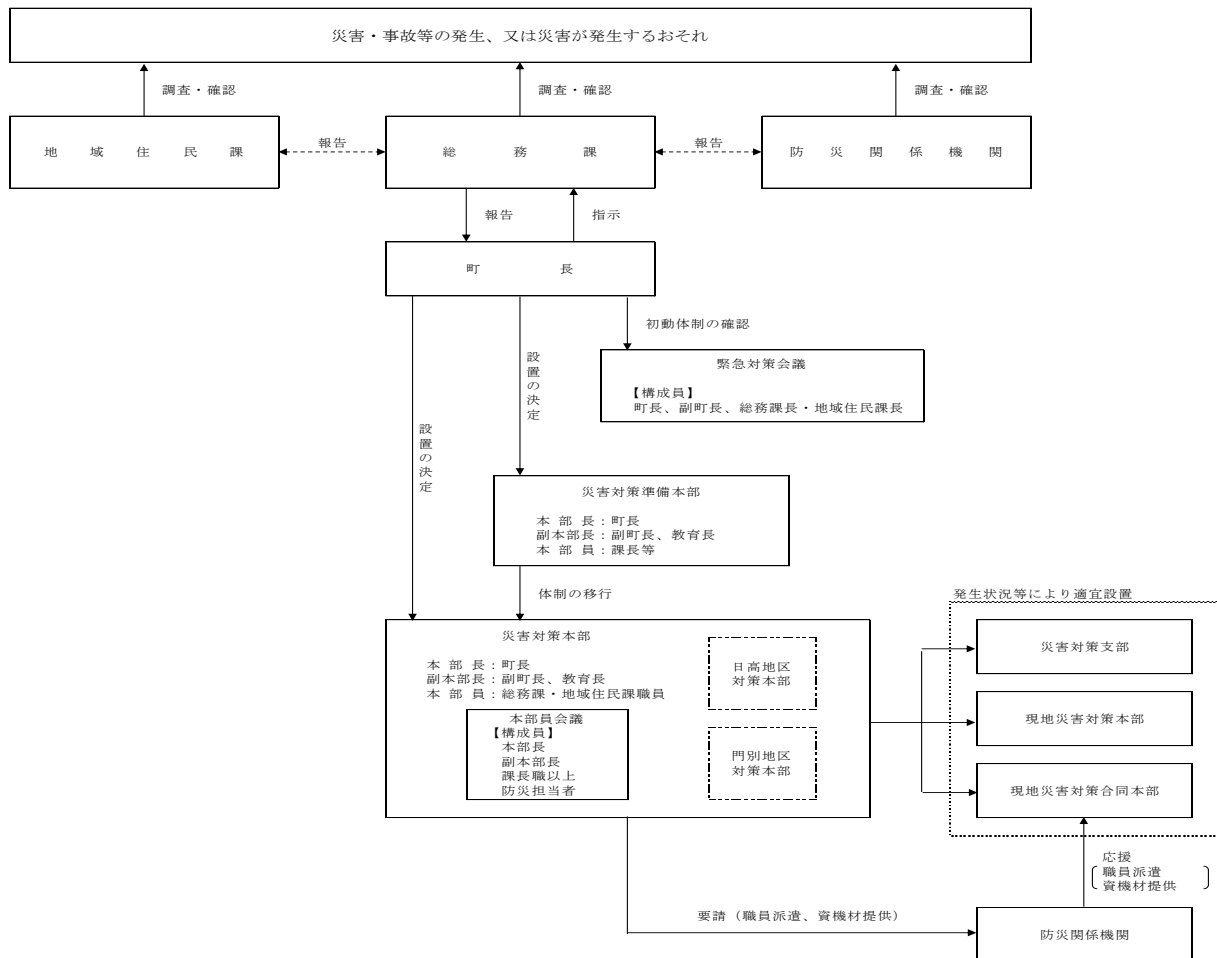 災害・事故等の発生、又は災害が発生するおそれ
調査・確認
調査・確認
調査・確認
地域住民課
報告
総務課
報告
防災関係機関
報告
指示
町長
初動体制の確認
設置の決定
緊急対策会議
【構成員】
町長、副町長、総務課長・地域住民課長
設置の決定
災害対策準備本部
本部長：町長
副本部長：副町長、教育長
本部員：課長等
体制の移行
発生状況等により適宜設置
災害対策本部
本部長：町長
副本部長：副町長、教育長
本部員：総務課・地域住民課職員
本部員会議
【構成員】
本部長
副本部長
課長職以上
防災担当者
日高地区
対策本部
門別地区
対策本部
災害対策支部
現地災害対策本部
現地災害対策合同本部
応援
職員派遣
資機材提供
要請（職員派遣、資機材提供）
防災関係機関